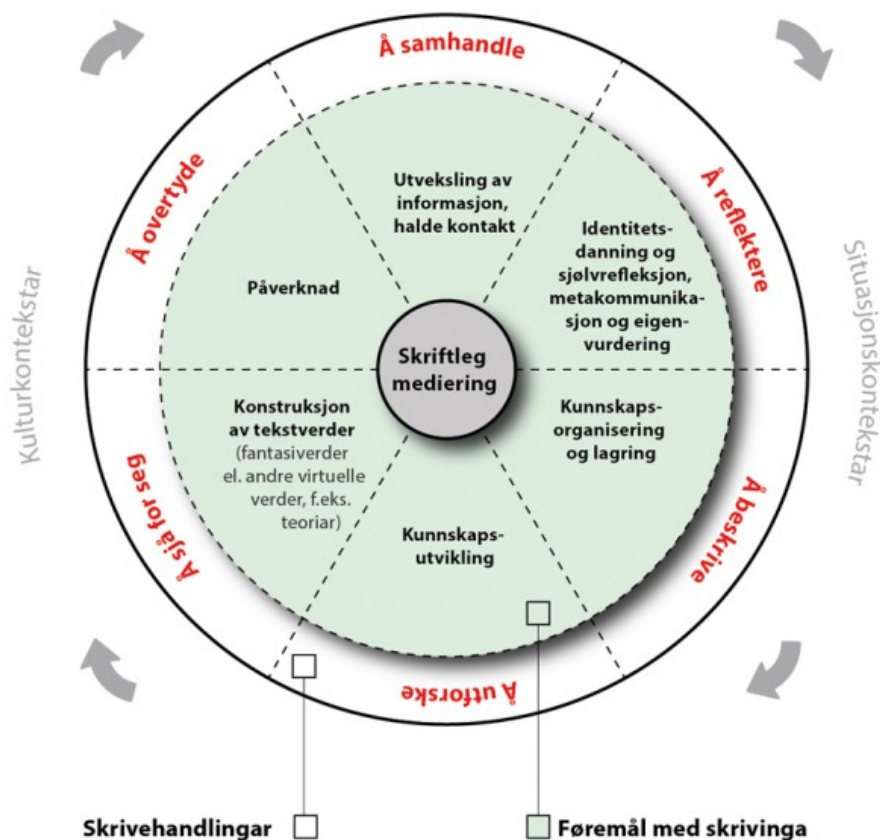 Å samhandle
Å reflektere
Å beskrive
Å utforske
Å sjå for seg
Å overtyde
Kulturkontekstar
Situasjonskontekstar
Utveksling av
informasjon,
halde kontakt
Identitets-
danning og
sjølvrefleksjon,
metakommunika-
sjon og eigen-
vurdering
Kunnskaps-
organisering
og lagring
Kunnskaps-
utvikling
Konstruksjon
av tekstverder
(fantasiverder
el. andre virtuelle
verder, f.eks.
teoriar)
Påverknad
Skriftleg
mediering
Skrivehandlingar
Føremål med skrivinga